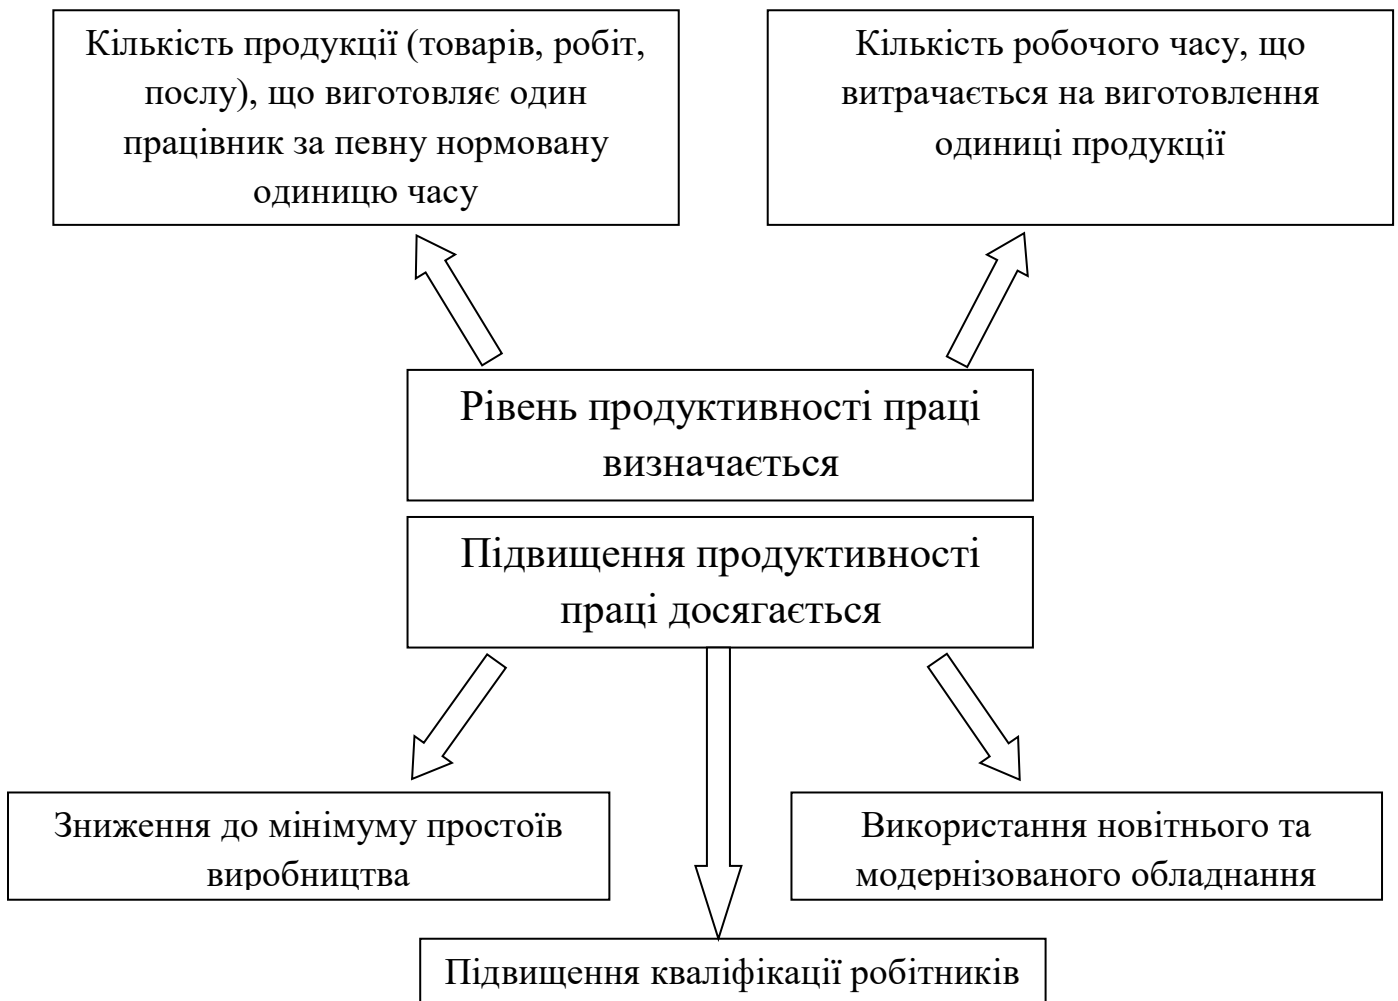 Кількість продукції (товарів, робіт,
послу), що виготовляє один
працівник за певну нормовану
одиницю часу
Кількість робочого часу, що
витрачається на виготовлення
одиниці продукції
Рівень продуктивності праці
визначається
Підвищення продуктивності
праці досягається
Зниження до мінімуму простоїв
виробництва
Використання новітнього та
модернізованого обладнання
Підвищення кваліфікації робітників